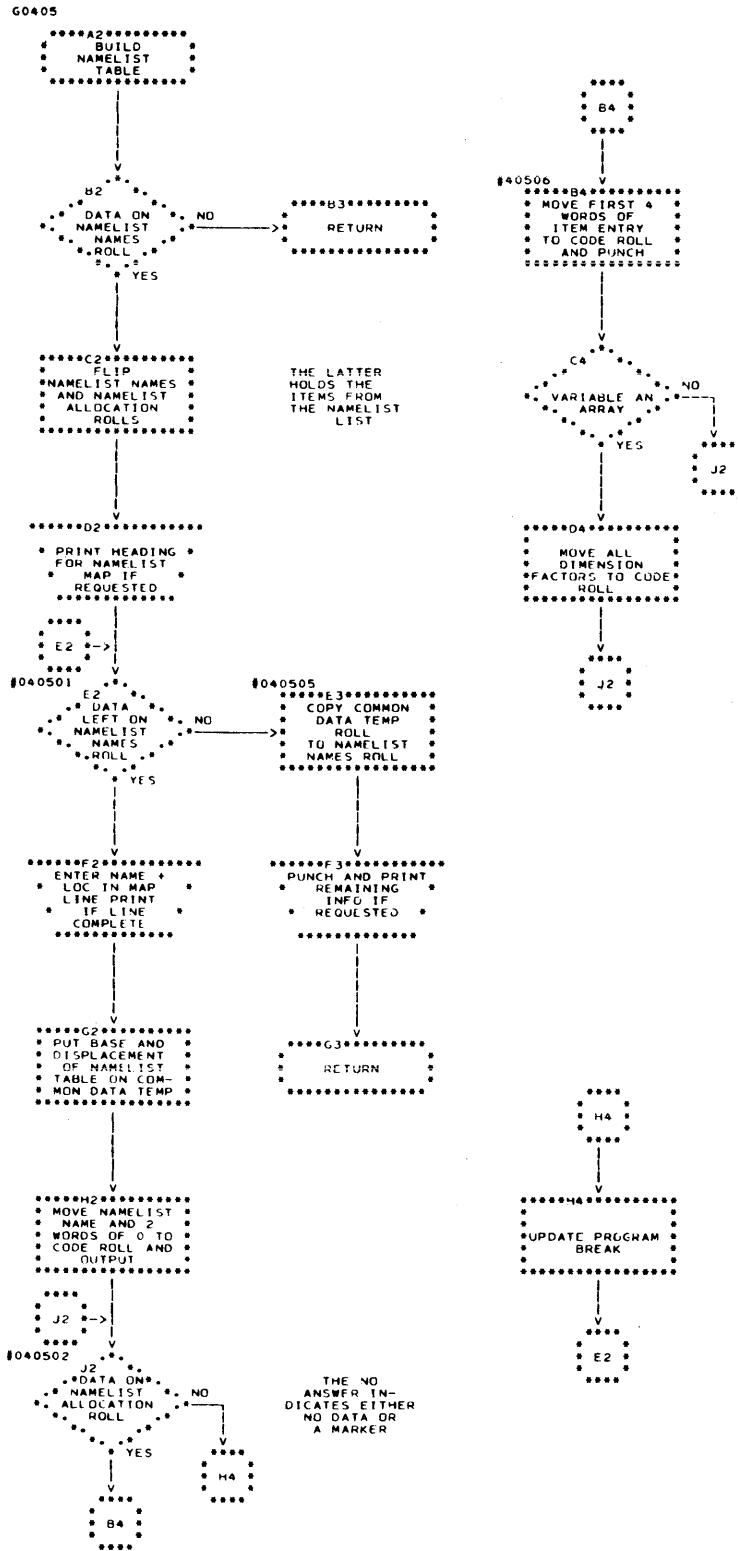 G0405
A2
BUILD
NAMELIST
TABLE
B2
DATA ON
NAMELIST
NAMES
ROLL
NO
YES
B3
RETURN
C2
FLIP
NAMELIST NAMES
AND NAMELIST
ALLOCATION
ROLLS
THE LATTER
HOLDS THE
ITEMS FROM
THE NAMELIST
LIST
D2
PRINT HEADING
FOR NAMELIST
MAP IF
REQUESTED
E2
#040501
E2
DATA
LEFT ON
NAMELIST
NAMES
ROLL
NO
YES
#040505
E3
COPY COMMON
DATA TEMP
ROLL
TO NAMELIST
NAMES ROLL
F2
ENTER NAME +
LOC IN MAP
LINE PRINT
IF LINE
COMPLETE
F3
PUNCH AND PRINT
REMAINING
INFO IF
REQUESTED
G2
PUT BASE AND
DISPLACEMENT
OF NAMELIST
TABLE ON COM-
MON DATA TEMP
G3
RETURN
H2
MOVE NAMELIST
NAME AND 2
WORDS OF 0 TO
CODE ROLL AND
OUTPUT
J2
#040502
J2
DATA ON
NAMELIST
ALLOCATION
ROLL
NO
YES
THE NO
ANSWER IN-
DICATES EITHER
NO DATA OR
A MARKER
H4
B4
B4
#40506
B4
MOVE FIRST 4
WORDS OF
ITEM ENTRY
TO CODE ROLL
AND PUNCH
C4
VARIABLE AN
ARRAY
NO
YES
J2
D4
MOVE ALL
DIMENSION
FACTORS TO CODE
ROLL
J2
H4
H4
UPDATE PROGRAM
BREAK
E2